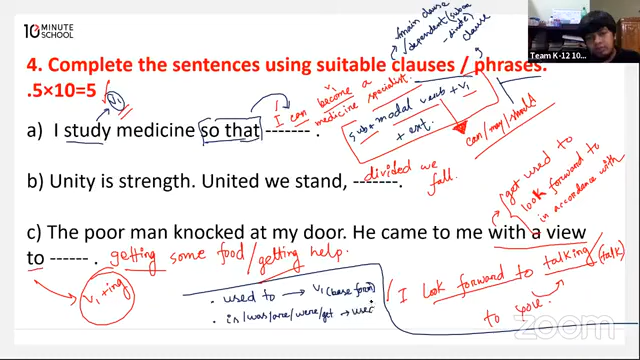 10 MINUTE
SCHOOL
Team K-12 10...
4. Complete the sentences using suitable clauses / phrases.
.5×10=5
V1
main clause
/dependent (subor
dinate)
clause
I can become a
medicine specialist.
V1
a) I study medicine so that ------- .
sub + modal verb + V1
+ ext.
can/may/should
b) Unity is strength. United we stand, -------.
divided we
fall.
get used to
look forward to
in accordance with
c) The poor man knocked at my door. He came to me with a view
to ------ .
getting some food/getting help.
V1+ing
. used to → V1 (base form)
. is/was/are/were/get → used
I look forward to talking (talk)
to you.
zoom